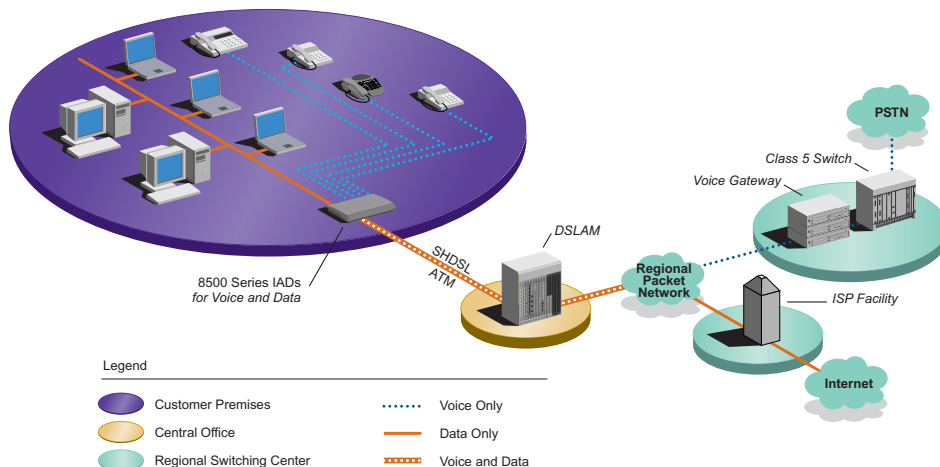 PSTN
Class 5 Switch
Voice Gateway
DSLAM
SHDSL
ATM
Regional
Packet
Network
8500 Series IADs
for Voice and Data
ISP Facility
Internet
Legend
Customer Premises
Voice Only
Central Office
Data Only
Regional Switching Center
Voice and Data